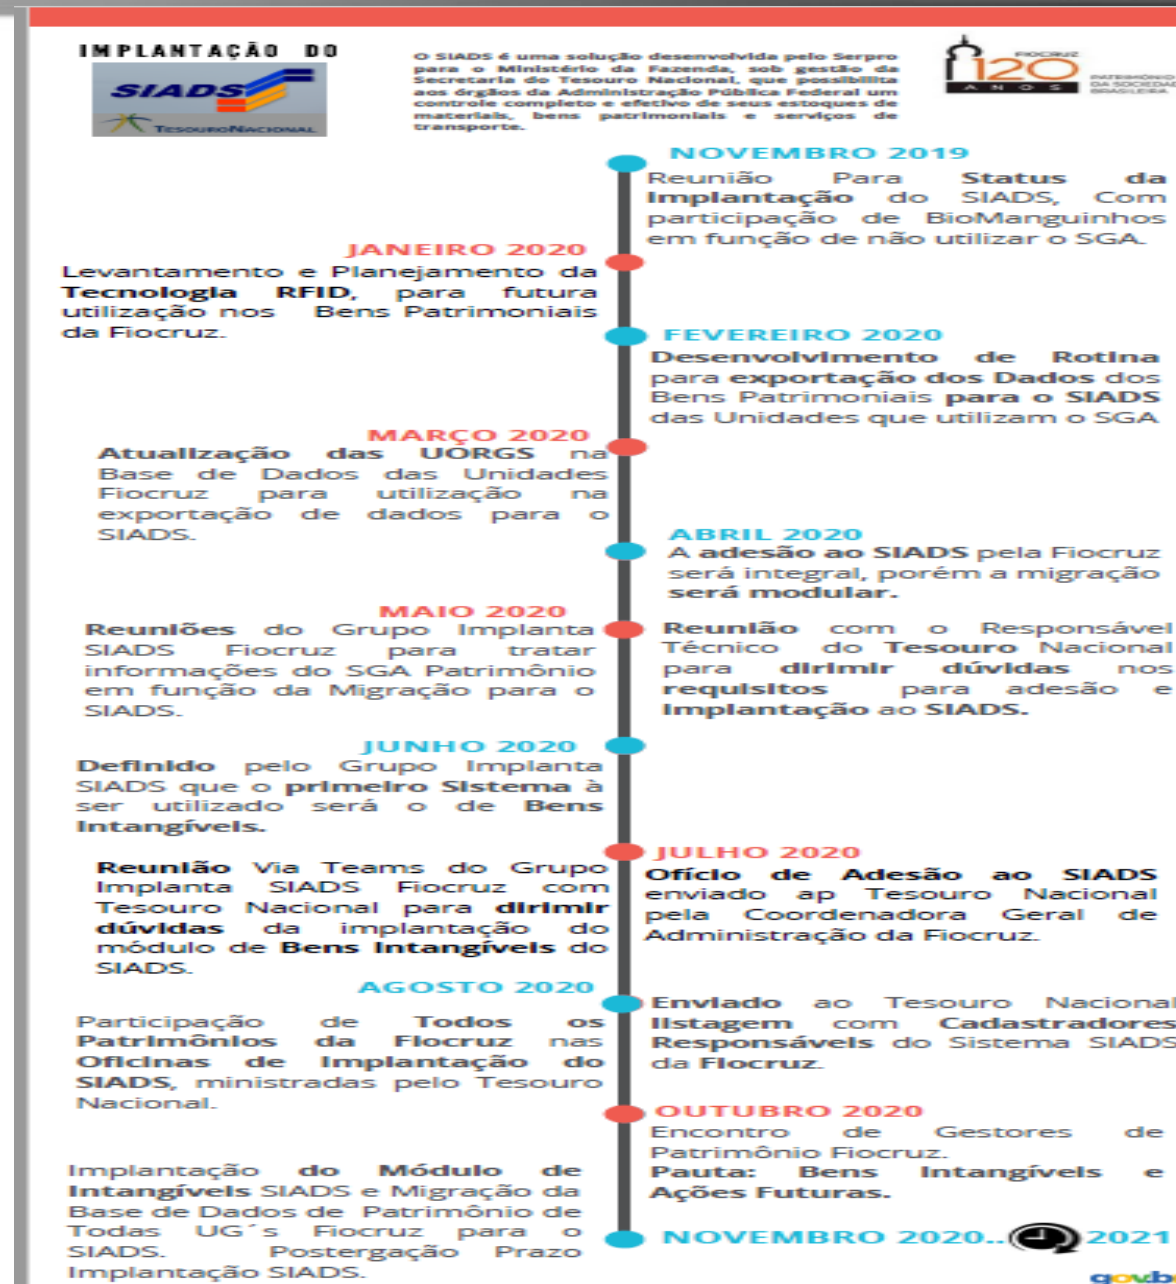 IMPLANTAÇÃO DO
SIADS
TESOURONACIONAL
O SIADS é uma solução desenvolvida pelo Serpro
para o Ministério da Fazenda, sob gestão da
Secretaria do Tesouro Nacional, que possibilita
aos órgãos da Administração Pública Federal um
controle completo e efetivo de seus estoques de
materiais, bens patrimoniais e serviços de
transporte.
FIOCRUZ
120
ANOS
PATRIMÔNIO
DA SOCIEDADE
BRASILEIRA
NOVEMBRO 2019
Reunião Para Status da
Implantação do SIADS, Com
participação de BioManguinhos
em função de não utilizar o SGA.
JANEIRO 2020
Levantamento e Planejamento da
Tecnologia RFID, para futura
utilização nos Bens Patrimoniais
da Fiocruz.
FEVEREIRO 2020
Desenvolvimento de Rotina
para exportação dos Dados dos
Bens Patrimoniais para o SIADS
das Unidades que utilizam o SGA
MARÇO 2020
Atualização das UORGS na
Base de Dados das Unidades
Fiocruz para utilização na
exportação de dados para o
SIADS.
ABRIL 2020
A adesão ao SIADS pela Fiocruz
será integral, porém a migração
será modular.
MAIO 2020
Reuniões do Grupo Implanta
SIADS Fiocruz para tratar
informações do SGA Patrimônio
em função da Migração para o
SIADS.
Reunião com o Responsável
Técnico do Tesouro Nacional
para dirimir dúvidas nos
requisitos para adesão e
Implantação ao SIADS.
JUNHO 2020
Definido pelo Grupo Implanta
SIADS que o primeiro Sistema à
ser utilizado será o de Bens
Intangíveis.
Reunião Via Teams do Grupo
Implanta SIADS Fiocruz com
Tesouro Nacional para dirimir
dúvidas da implantação do
módulo de Bens Intangíveis do
SIADS.
JULHO 2020
Ofício de Adesão ao SIADS
enviado ap Tesouro Nacional
pela Coordenadora Geral de
Administração da Fiocruz.
AGOSTO 2020
Participação de Todos os
Patrimônios da Fiocruz nas
Oficinas de Implantação do
SIADS, ministradas pelo Tesouro
Nacional.
Enviado ao Tesouro Nacional
listagem com Cadastradores
Responsáveis do Sistema SIADS
da Fiocruz.
OUTUBRO 2020
Encontro de Gestores de
Patrimônio Fiocruz.
Pauta: Bens Intangíveis e
Ações Futuras.
Implantação do Módulo de
Intangíveis SIADS e Migração da
Base de Dados de Patrimônio de
Todas UG´s Fiocruz para o
SIADS. Postergação Prazo
Implantação SIADS.
NOVEMBRO 2020.. 2021
govb